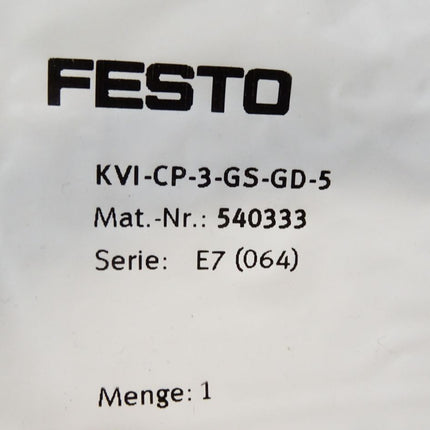 FESTO
KVI-CP-3-GS-GD-5
Mat.-Nr.: 540333
Serie: E7 (064)
Menge: 1